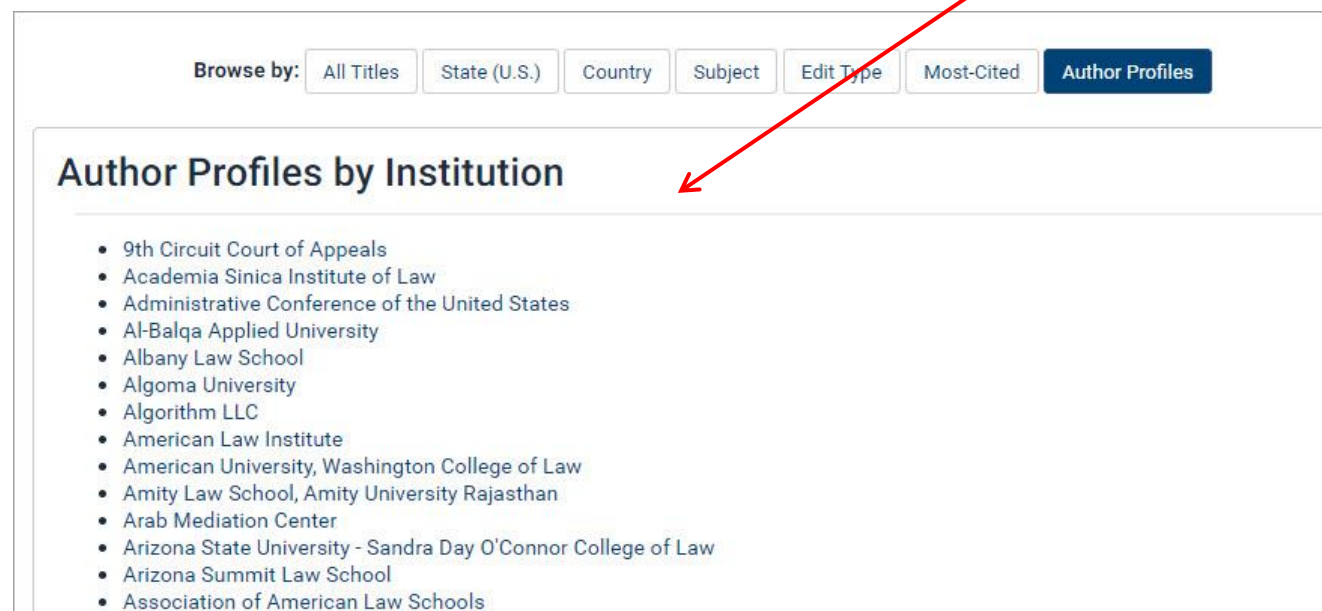 Browse by: All Titles State (U.S.) Country Subject Edit Type Most-Cited Author Profiles
Author Profiles by Institution
• 9th Circuit Court of Appeals
• Academia Sinica Institute of Law
• Administrative Conference of the United States
• Al-Balqa Applied University
• Albany Law School
• Algoma University
• Algorithm LLC
• American Law Institute
• American University, Washington College of Law
• Amity Law School, Amity University Rajasthan
• Arab Mediation Center
• Arizona State University - Sandra Day O'Connor College of Law
• Arizona Summit Law School
• Association of American Law Schools